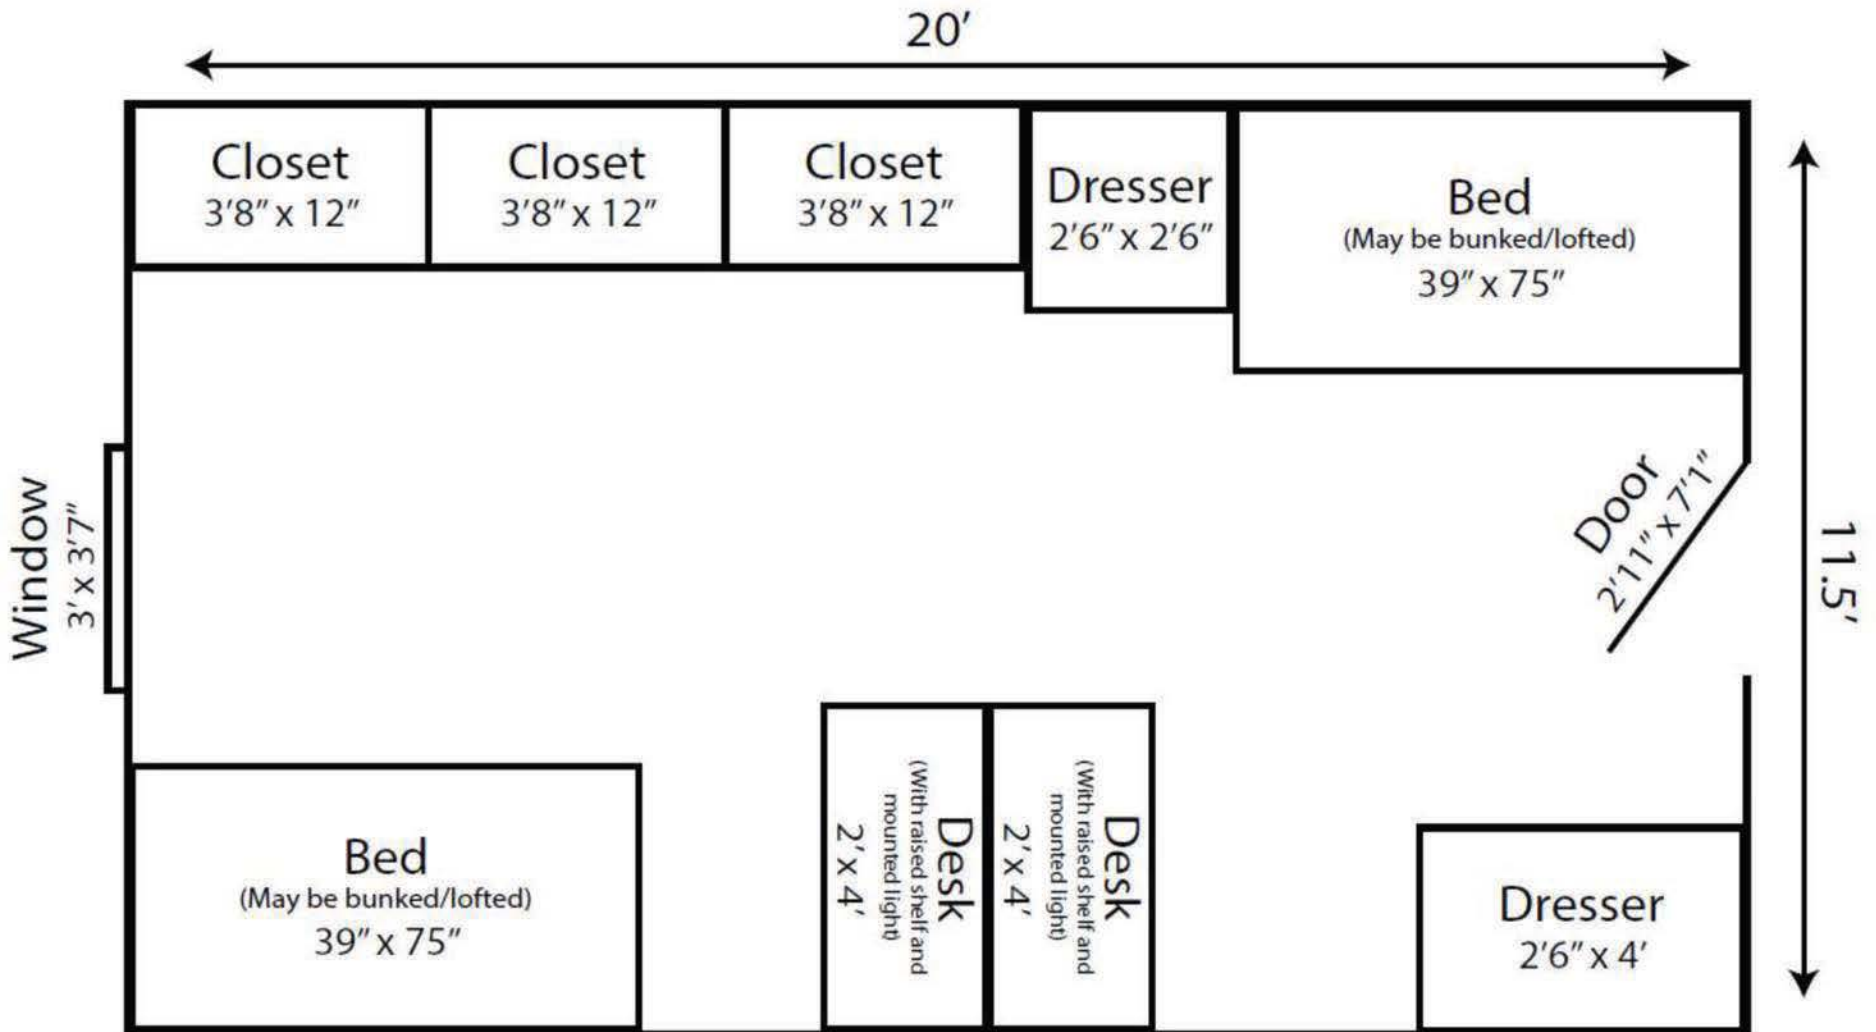 20′
Closet
3′8″ x 12″
Closet
3′8″ x 12″
Closet
3′8″ x 12″
Dresser
2′6″ x 2′6″
Bed
(May be bunked/lofted)
39″ x 75″
Window
3′ x 3′7″
Door
2′11″ x 7′1″
11.5′
Bed
(May be bunked/lofted)
39″ x 75″
Desk
(With raised shelf and
mounted light)
2′ x 4′
Desk
(With raised shelf and
mounted light)
2′ x 4′
Dresser
2′6″ x 4′